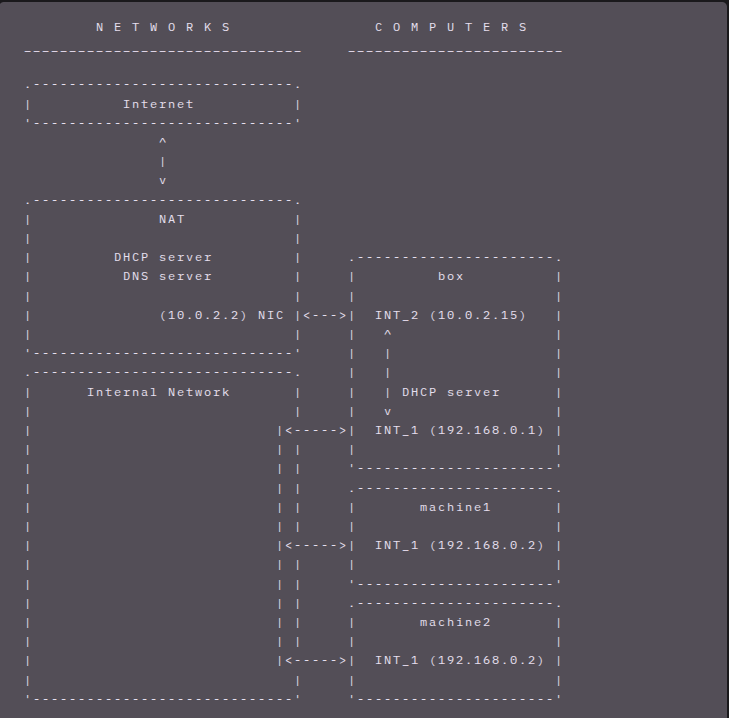 N E T W O R K S                C O M P U T E R S
_______________________________     ________________________
.-----------------------------.
|          Internet           |
'-----------------------------'
               ^
               |
               v
.-----------------------------.
|              NAT            |
|                             |
|         DHCP server         |     .----------------------.
|          DNS server         |     |         box          |
|                             |     |                      |
|              (10.0.2.2) NIC |<--->|  INT_2 (10.0.2.15)   |
|                             |     |   ^                  |
'-----------------------------'     |   |                  |
.-----------------------------.     |   |                  |
|      Internal Network       |     |   | DHCP server      |
|                             |     |   v                  |
|                           |<----->|  INT_1 (192.168.0.1) |
|                           | |     |                      |
|                           | |     '----------------------'
|                           | |     .----------------------.
|                           | |     |       machine1       |
|                           | |     |                      |
|                           |<----->|  INT_1 (192.168.0.2) |
|                           | |     |                      |
|                           | |     '----------------------'
|                           | |     .----------------------.
|                           | |     |       machine2       |
|                           | |     |                      |
|                           |<----->|  INT_1 (192.168.0.2) |
|                             |     |                      |
'-----------------------------'     '----------------------'